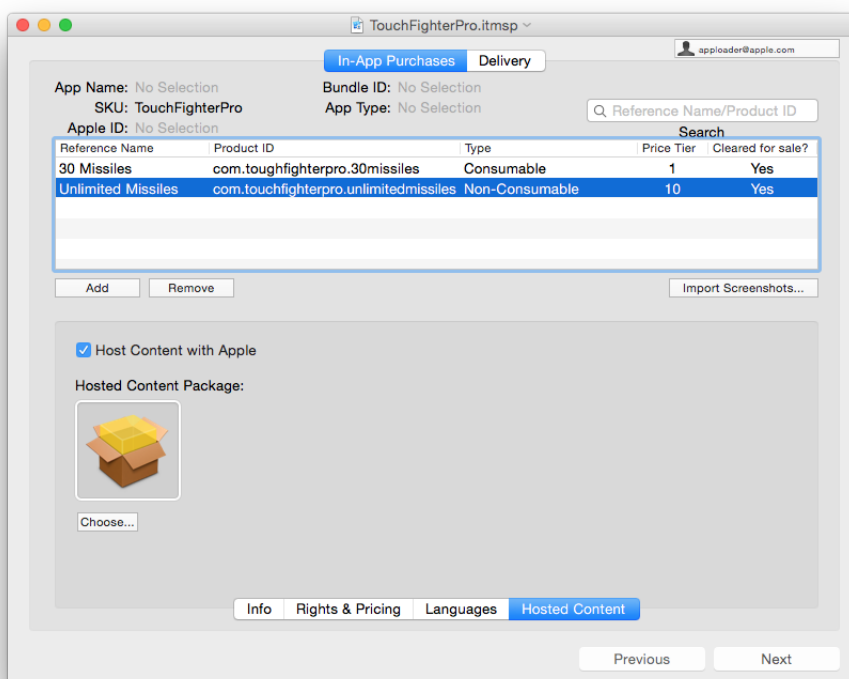 TouchFighterPro.itmsp
apploader@apple.com
In-App Purchases Delivery
App Name: No Selection Bundle ID: No Selection
SKU: TouchFighterPro App Type: No Selection
Reference Name/Product ID
Apple ID: No Selection Search
Reference Name Product ID Type Price Tier Cleared for sale?
30 Missiles com.toughfighterpro.30missiles Consumable 1 Yes
Unlimited Missiles com.touchfighterpro.unlimitedmissiles Non-Consumable 10 Yes
Add Remove Import Screenshots...
Host Content with Apple
Hosted Content Package:
Choose...
Info Rights & Pricing Languages Hosted Content
Previous Next